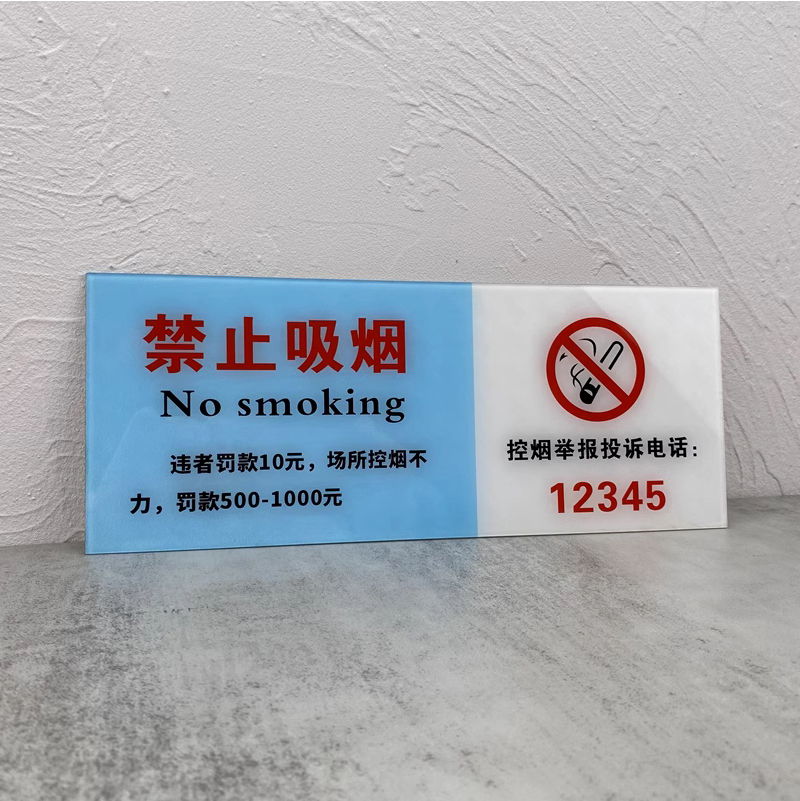 禁止吸烟
No smoking
违者罚款10元，场所控烟不
力，罚款500-1000元
控烟举报投诉电话：
12345